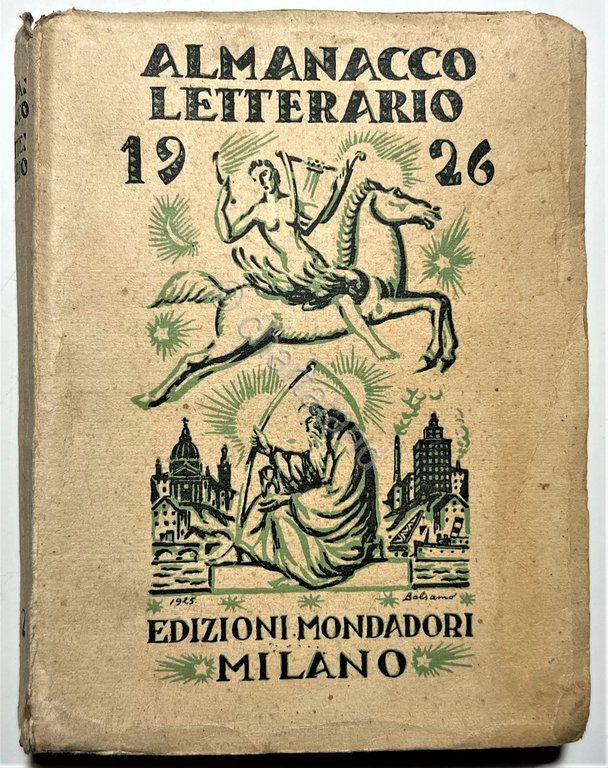 ALMANACCO
LETTERARIO
19 26
1925. Balsamo
EDIZIONI MONDADORI
MILANO